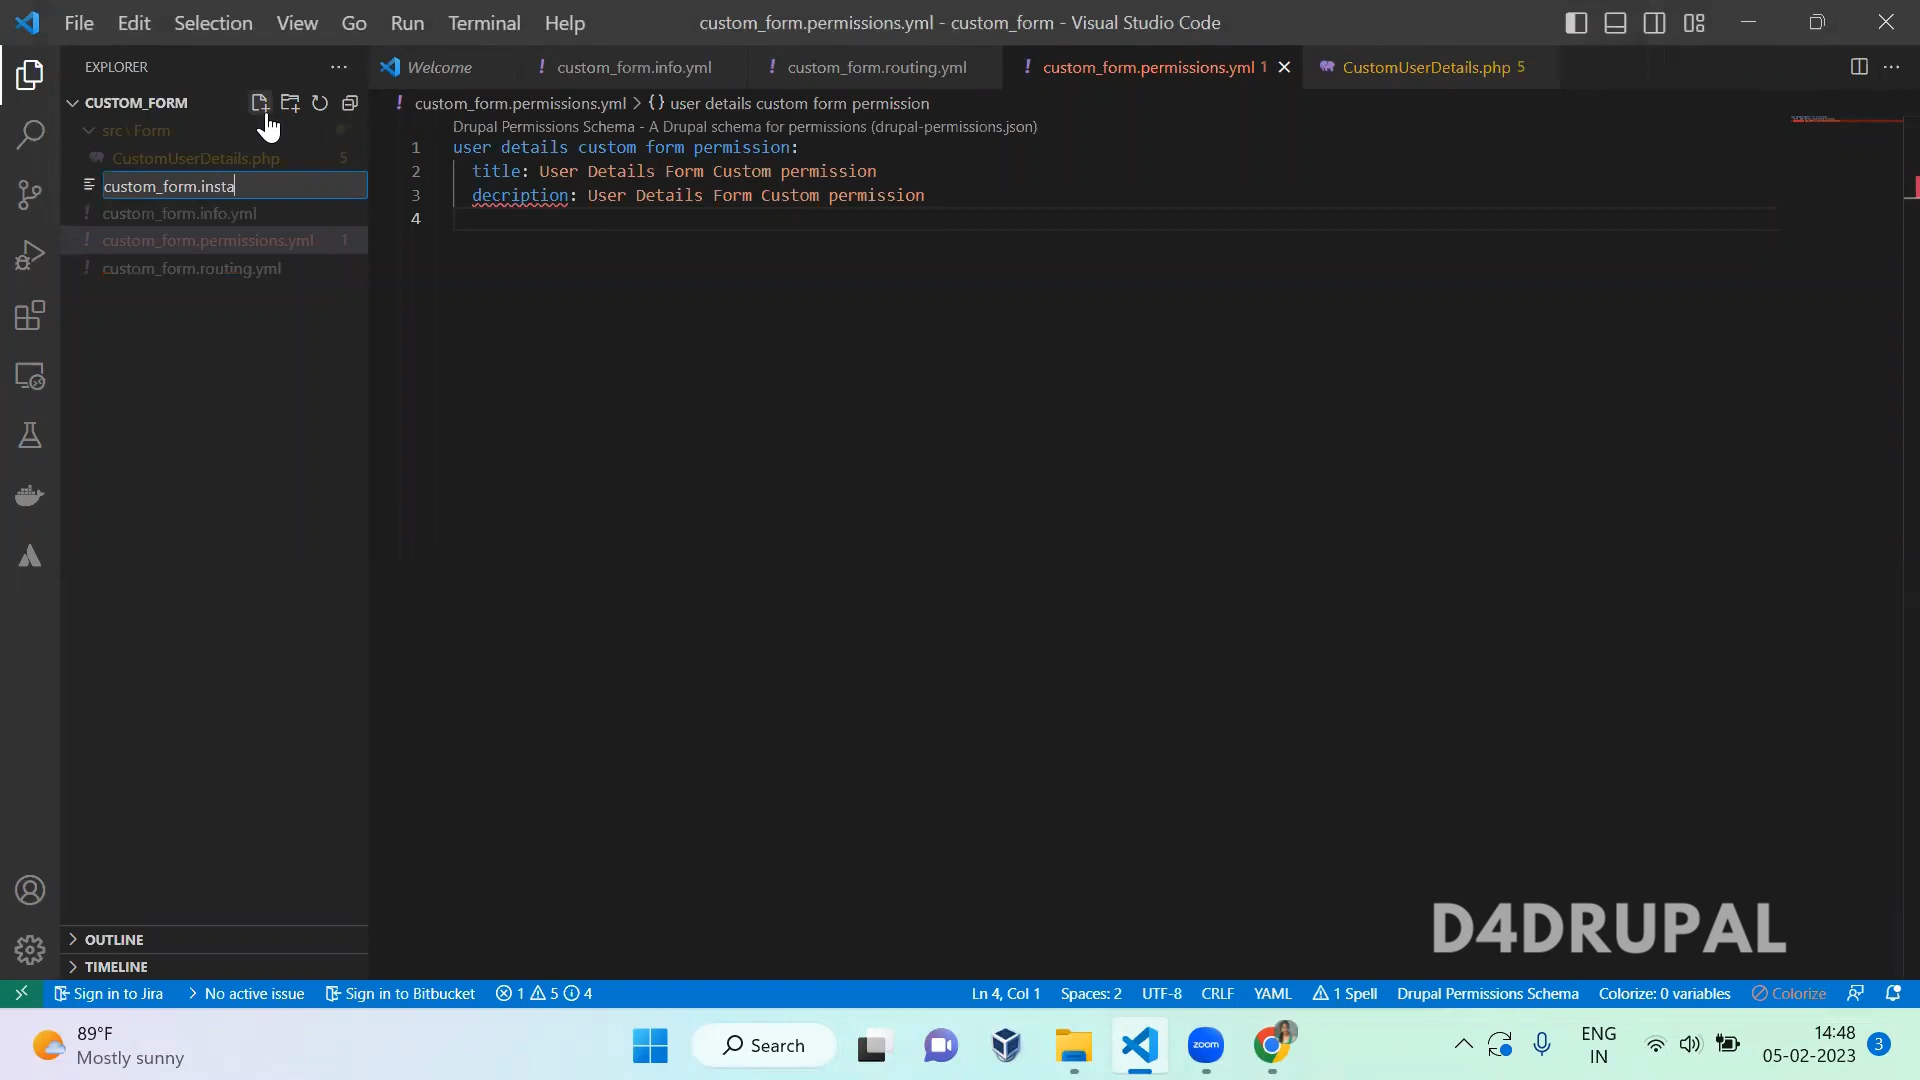 File Edit Selection View Go Run Terminal Help
custom_form.permissions.yml - custom_form - Visual Studio Code
EXPLORER
Welcome
custom_form.info.yml
custom_form.routing.yml
custom_form.permissions.yml 1
CustomUserDetails.php 5
CUSTOM_FORM
src \ Form
CustomUserDetails.php 5
custom_form.insta
custom_form.info.yml
custom_form.permissions.yml 1
custom_form.routing.yml
custom_form.permissions.yml > {} user details custom form permission
Drupal Permissions Schema - A Drupal schema for permissions (drupal-permissions.json)
1 user details custom form permission:
2 title: User Details Form Custom permission
3 decription: User Details Form Custom permission
4
D4DRUPAL
OUTLINE
TIMELINE
Sign in to Jira
No active issue
Sign in to Bitbucket
1 5 4
Ln 4, Col 1
Spaces: 2
UTF-8
CRLF
YAML
1 Spell
Drupal Permissions Schema
Colorize: 0 variables
Colorize
89°F
Mostly sunny
Search
zoom
ENG
IN
14:48
05-02-2023
3